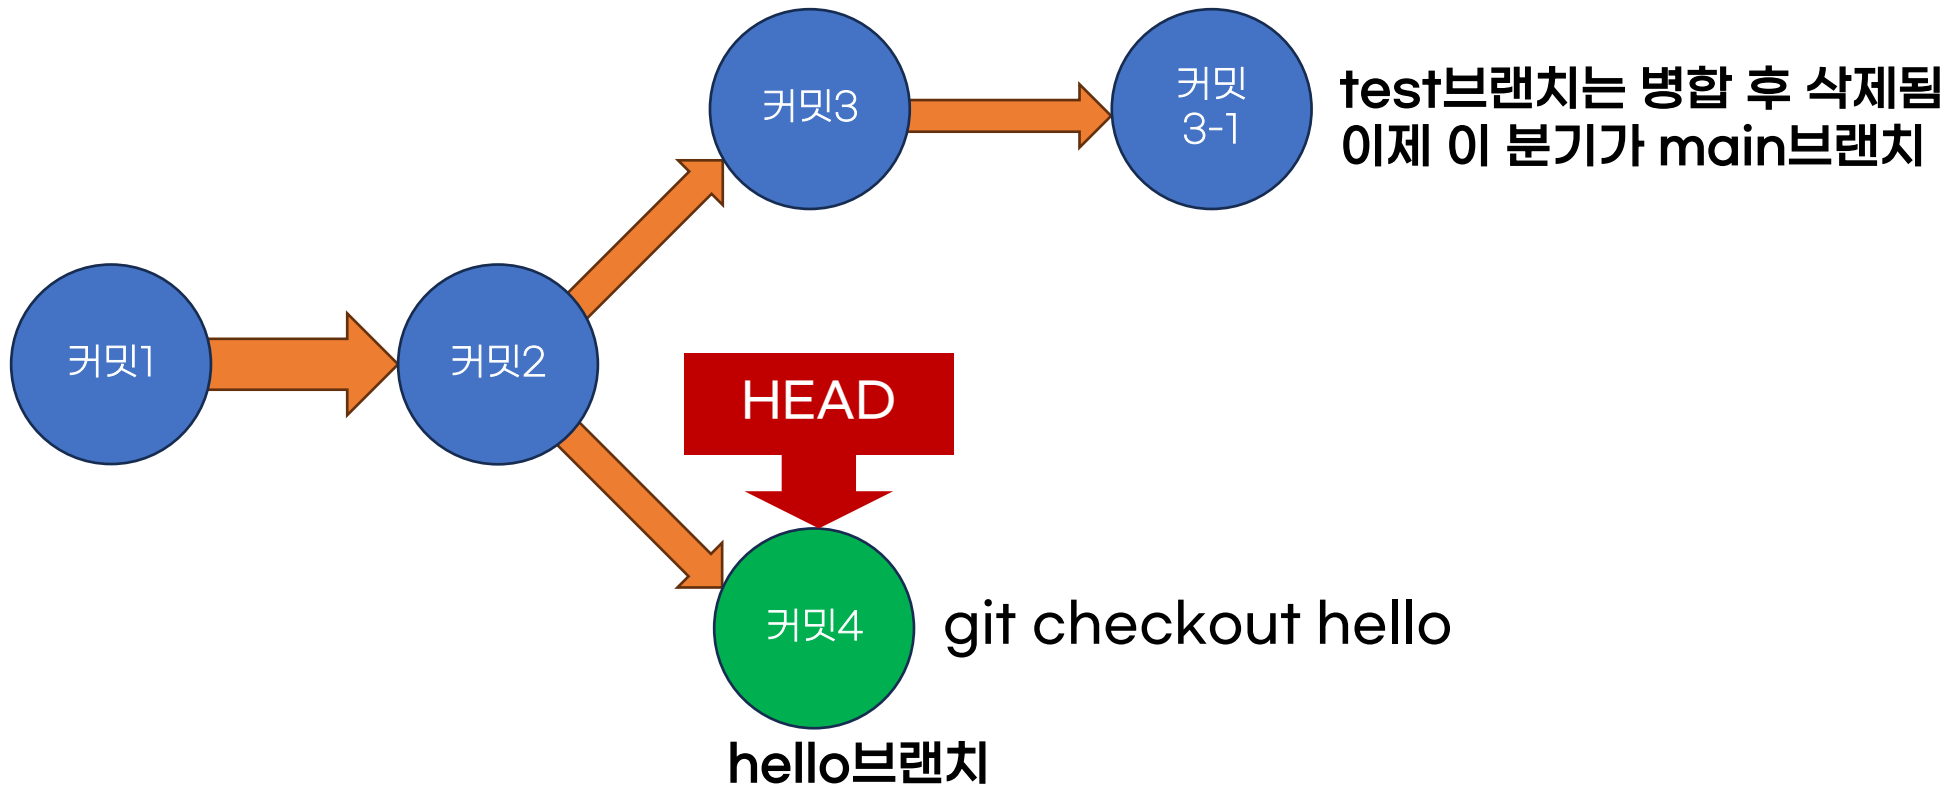 커밋3
커밋
3-1
test브랜치는 병합 후 삭제됨
이제 이 분기가 main브랜치
커밋1
커밋2
HEAD
커밋4
git checkout hello
hello브랜치